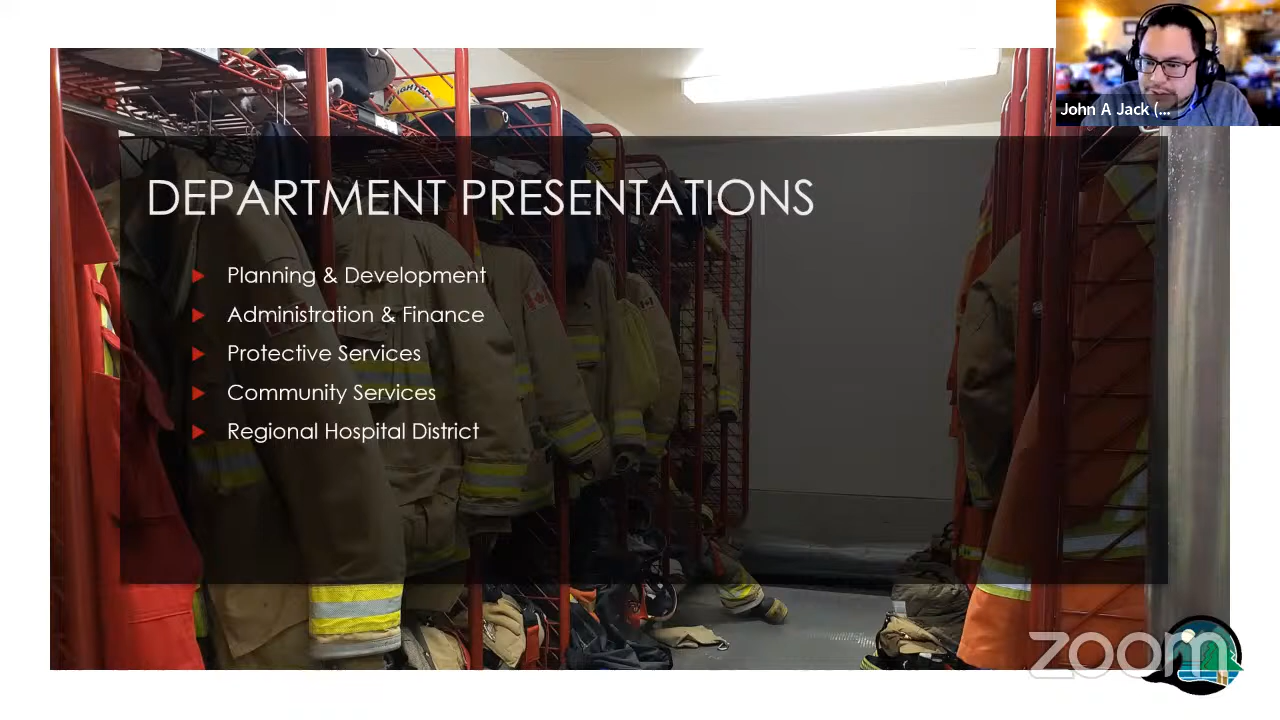 John A Jack (...
DEPARTMENT PRESENTATIONS
Planning & Development
Administration & Finance
Protective Services
Community Services
Regional Hospital District
zoom